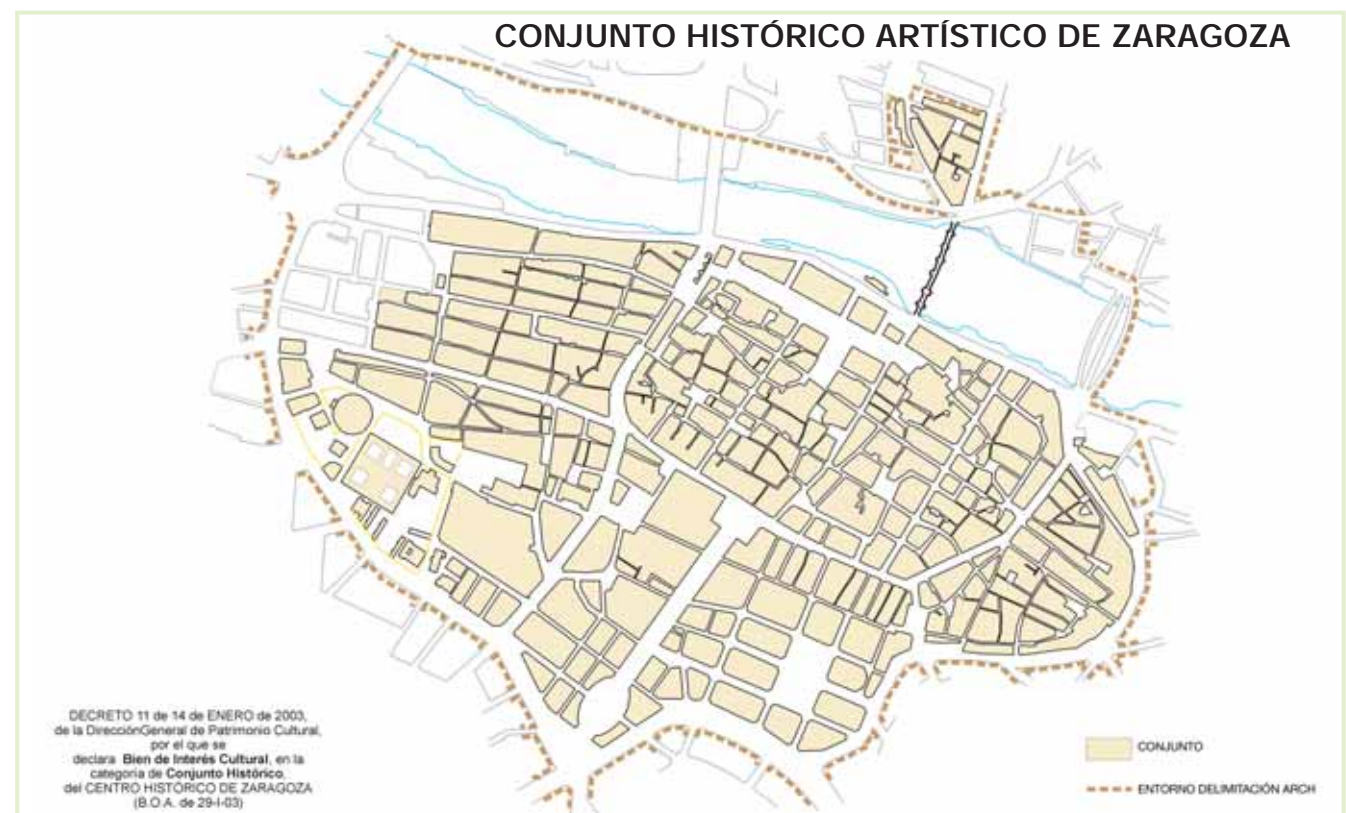 CONJUNTO HISTÓRICO ARTÍSTICO DE ZARAGOZA
DECRETO 11 de 14 de ENERO de 2003,
de la DirecciónGeneral de Patrimonio Cultural,
por el que se
declara Bien de Interés Cultural, en la
categoria de Conjunto Histórico,
del CENTRO HISTÓRICO DE ZARAGOZA
(B.O.A. de 29-I-03)
CONJUNTO
ENTORNO DELIMITACIÓN ARCH